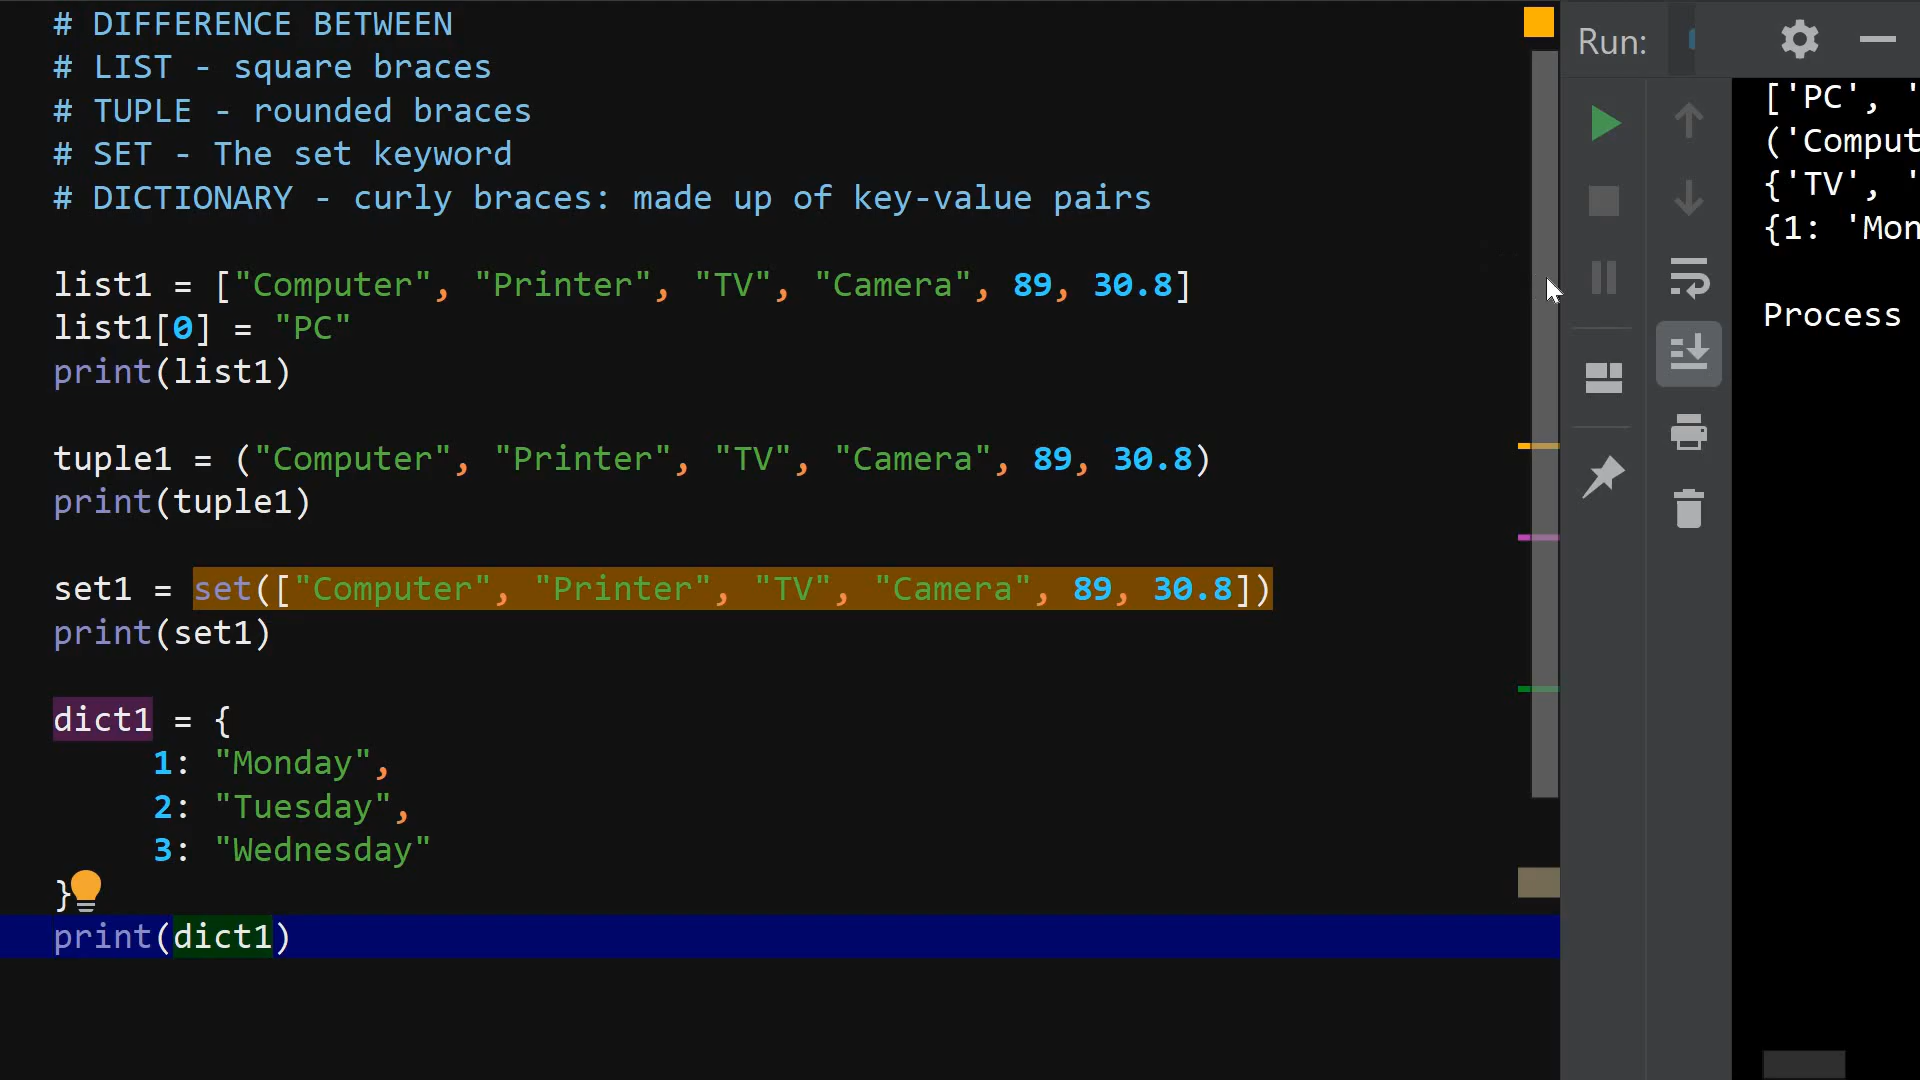 # DIFFERENCE BETWEEN
# LIST - square braces
# TUPLE - rounded braces
# SET - The set keyword
# DICTIONARY - curly braces: made up of key-value pairs
list1 = ["Computer", "Printer", "TV", "Camera", 89, 30.8]
list1[0] = "PC"
print(list1)
tuple1 = ("Computer", "Printer", "TV", "Camera", 89, 30.8)
print(tuple1)
set1 = set(["Computer", "Printer", "TV", "Camera", 89, 30.8])
print(set1)
dict1 = {
1: "Monday",
2: "Tuesday",
3: "Wednesday"
}
print(dict1)
Run:
['PC', '
('Comput
{'TV', '
{1: 'Mon
Process